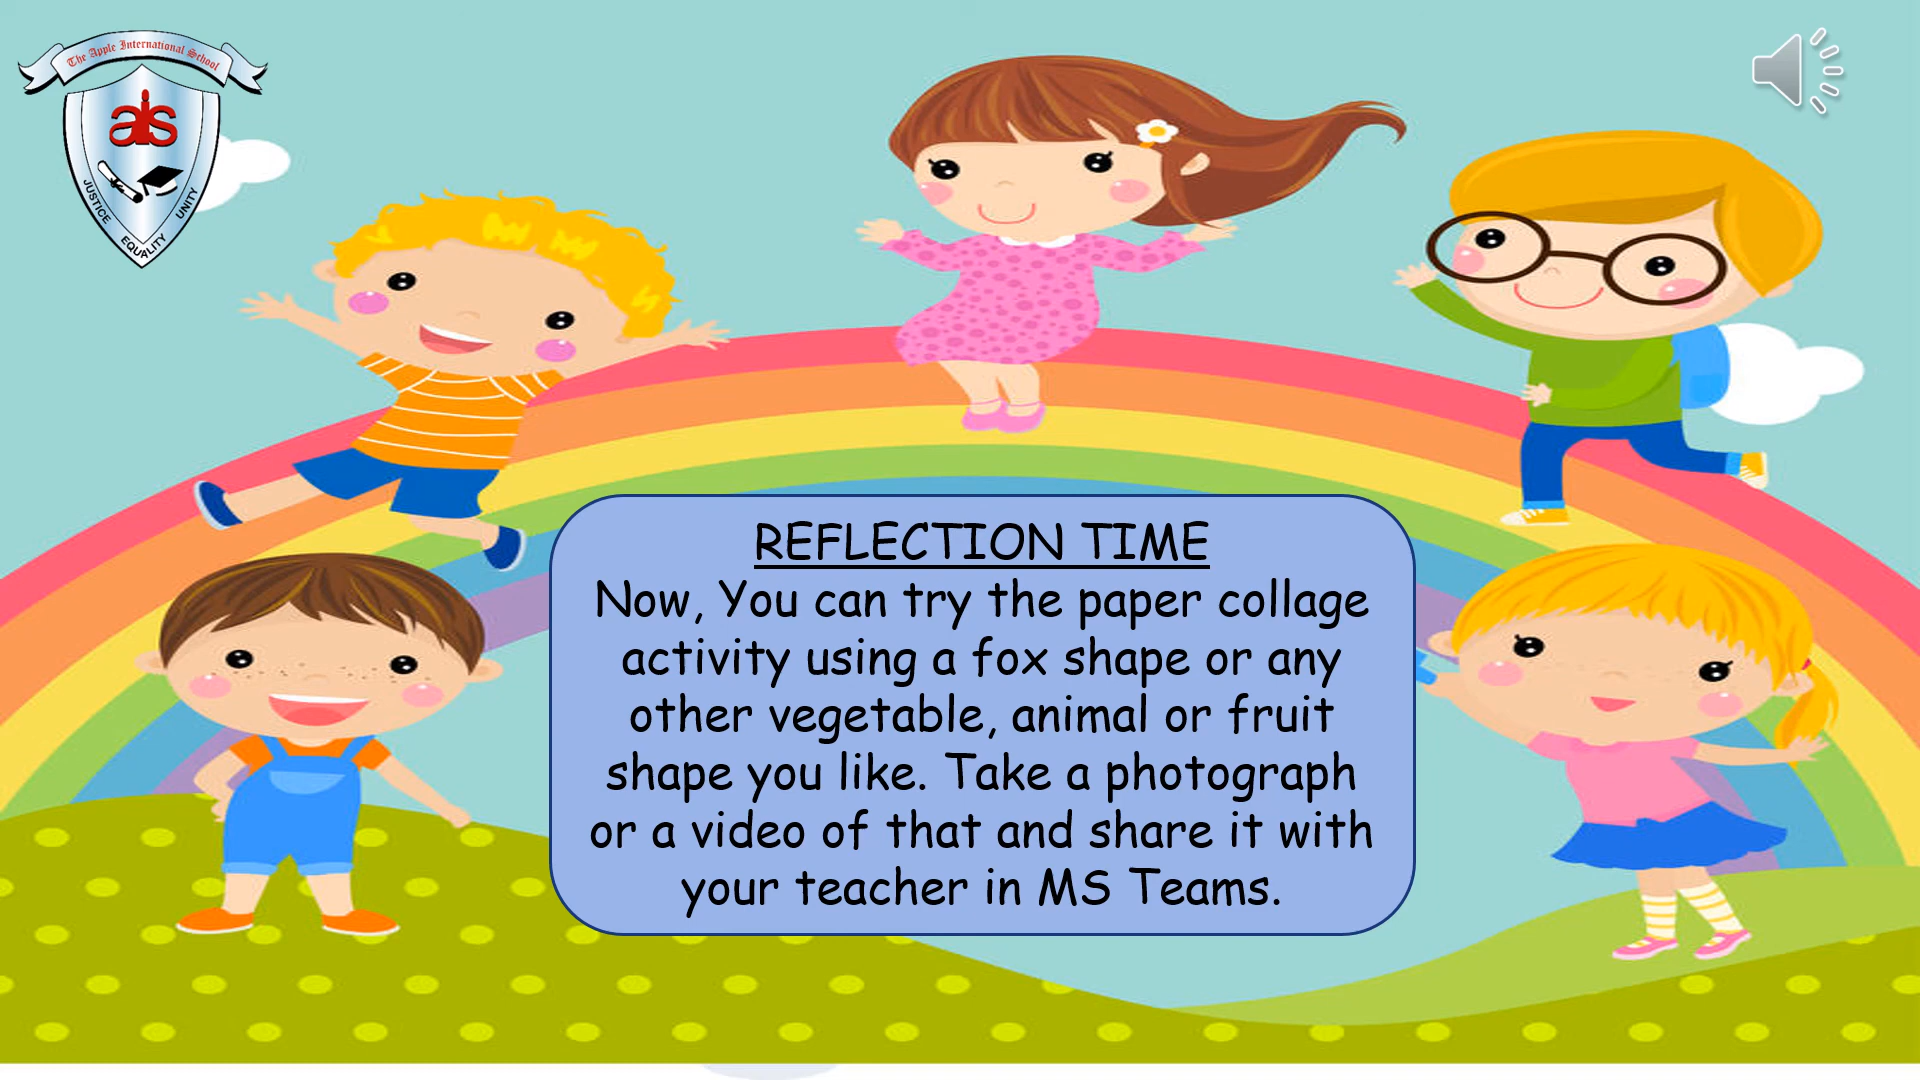 The Apple International School
ais
JUSTICE
EQUALITY
UNITY
REFLECTION TIME
Now, You can try the paper collage
activity using a fox shape or any
other vegetable, animal or fruit
shape you like. Take a photograph
or a video of that and share it with
your teacher in MS Teams.